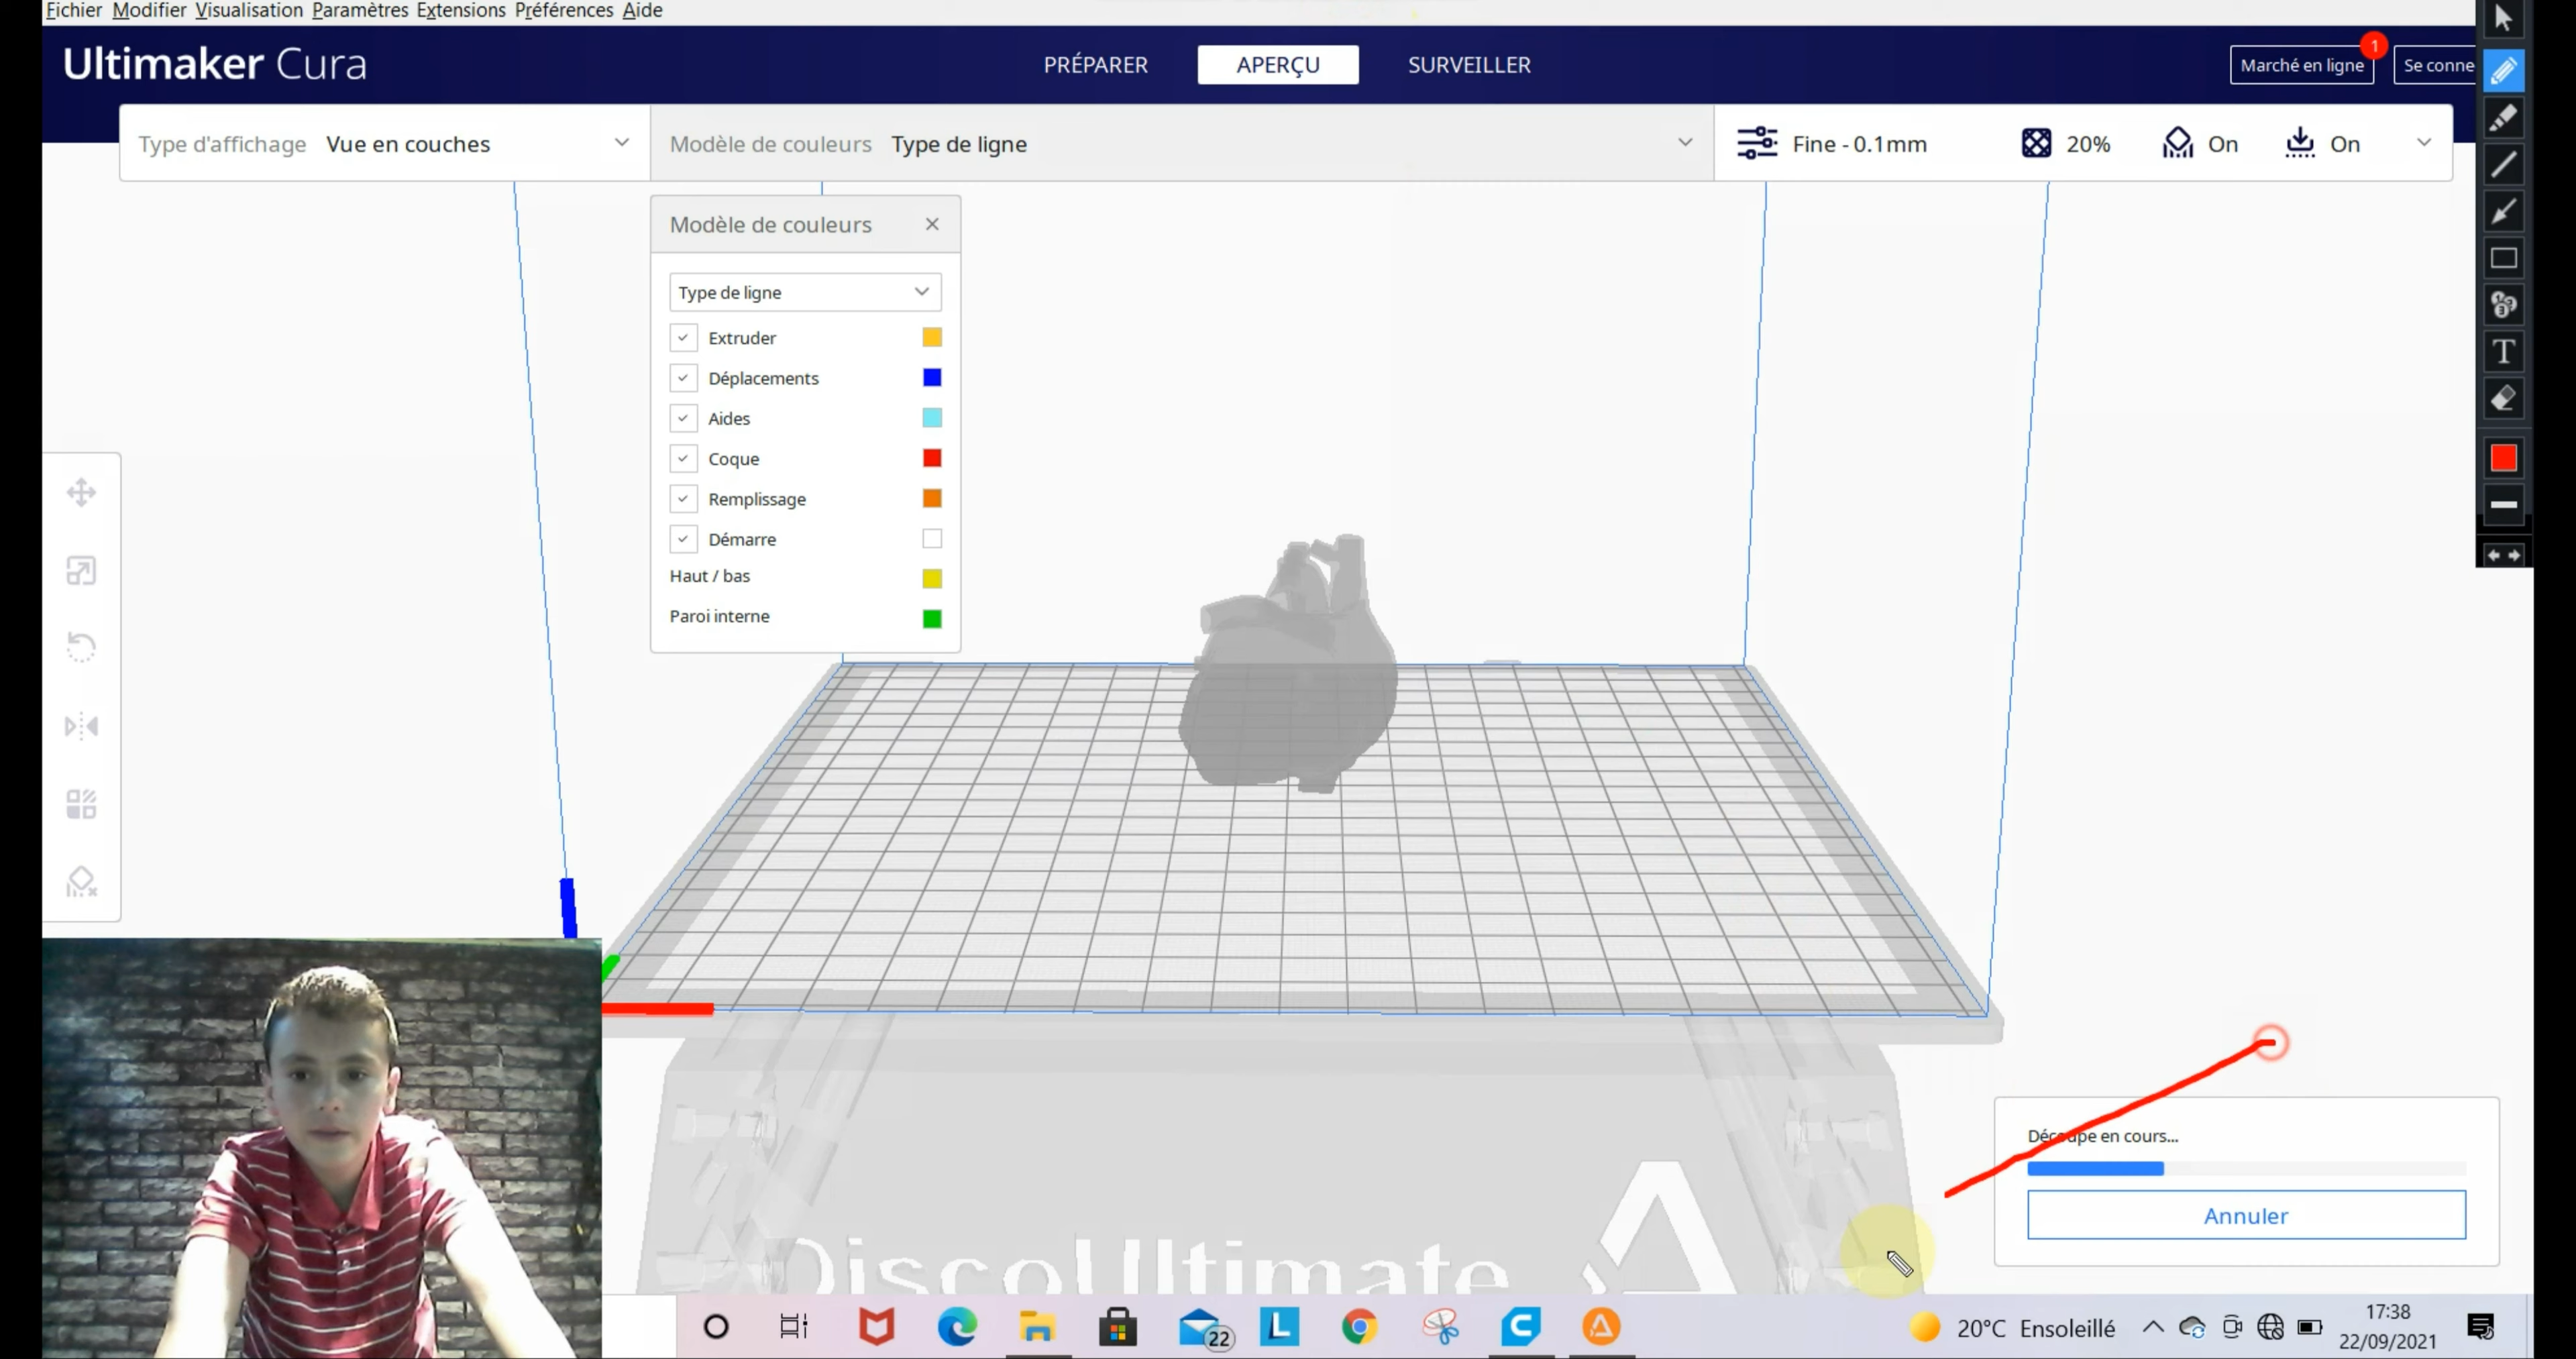 Fichier Modifier Visualisation Paramètres Extensions Préférences Aide
Ultimaker Cura
PRÉPARER APERÇU SURVEILLER
Marché en ligne 1 Se conne
Type d'affichage Vue en couches Modèle de couleurs Type de ligne Fine - 0.1mm 20% On On
Modèle de couleurs
Type de ligne
Extruder
Déplacements
Aides
Coque
Remplissage
Démarre
Haut / bas
Paroi interne
T
Découpe en cours...
Annuler
DiscoUltimate
22
L
20°C Ensoleillé
17:38
22/09/2021